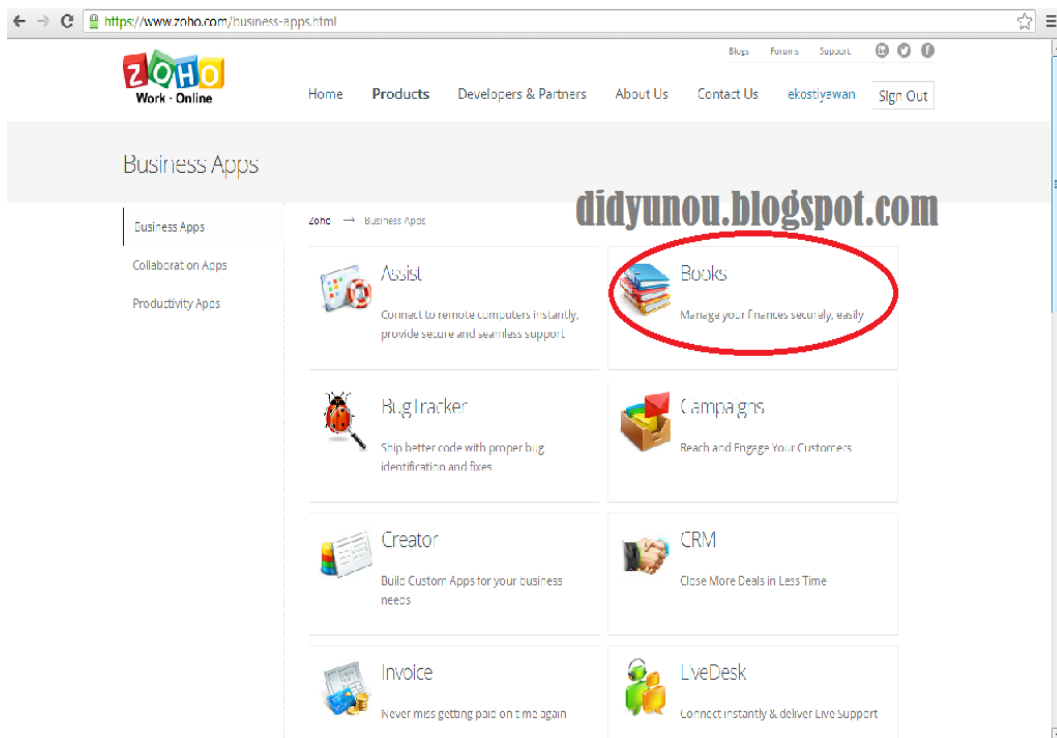 https://www.zoho.com/business-apps.html
Blogs Forums Support
ZOHO
Work · Online
Home Products Developers & Partners About Us Contact Us ekostiyawan Sign Out
Business Apps
didyunou.blogspot.com
Business Apps
Collaboration Apps
Productivity Apps
Zoho → Business Apps
Assist
Connect to remote computers instantly,
provide secure and seamless support
Books
Manage your finances securely, easily
BugTracker
Ship better code with proper bug
identification and fixes
Campaigns
Reach and Engage Your Customers
Creator
Build Custom Apps for your business
needs
CRM
Close More Deals in Less Time
Invoice
Never miss getting paid on time again
LiveDesk
Connect instantly & deliver Live Support